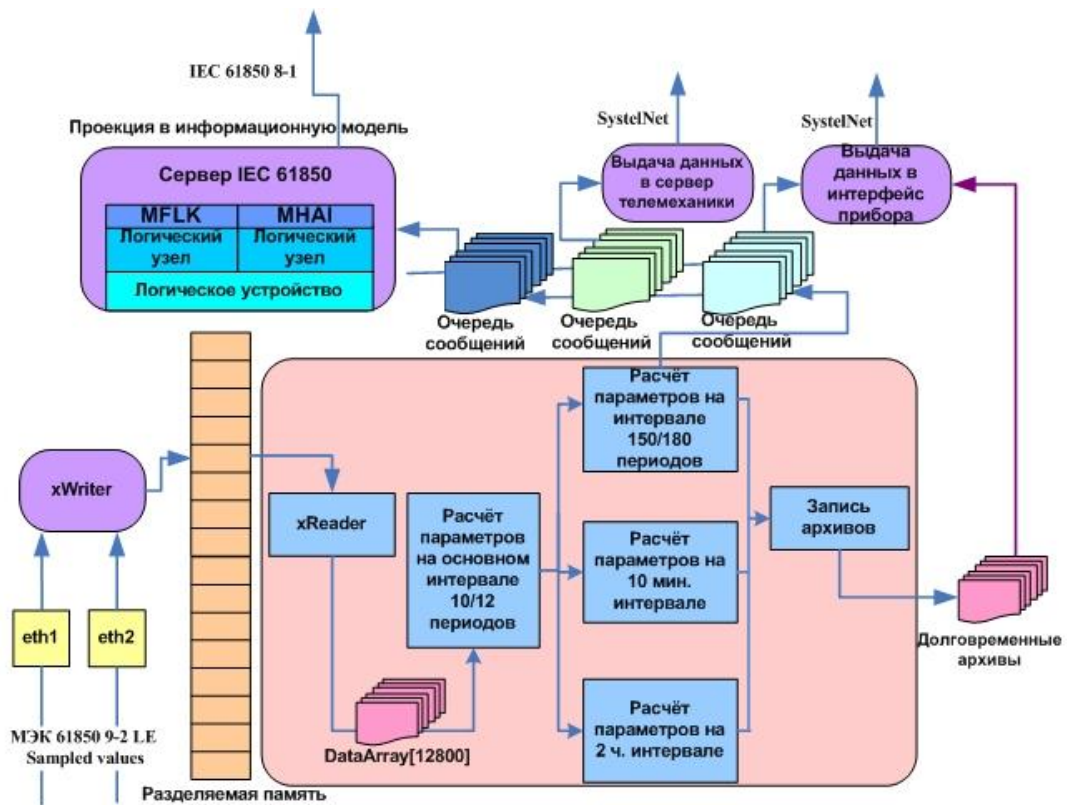 IEC 61850 8-1
Проекция в информационную модель
Сервер IEC 61850
MFLK
MHAI
Логический
узел
Логический
узел
Логическое устройство
SystelNet
SystelNet
Выдача данных
в сервер
телемеханики
Выдача
данных в
интерфейс
прибора
Очередь
сообщений
Очередь
сообщений
Очередь
сообщений
xWriter
eth1
eth2
МЭК 61850 9-2 LE
Sampled values
Разделяемая память
xReader
DataArray[12800]
Расчёт
параметров
на основном
интервале
10/12
периодов
Расчёт
параметров на
интервале
150/180
периодов
Расчёт
параметров на
10 мин.
интервале
Расчёт
параметров на
2 ч. интервале
Запись
архивов
Долговременные
архивы